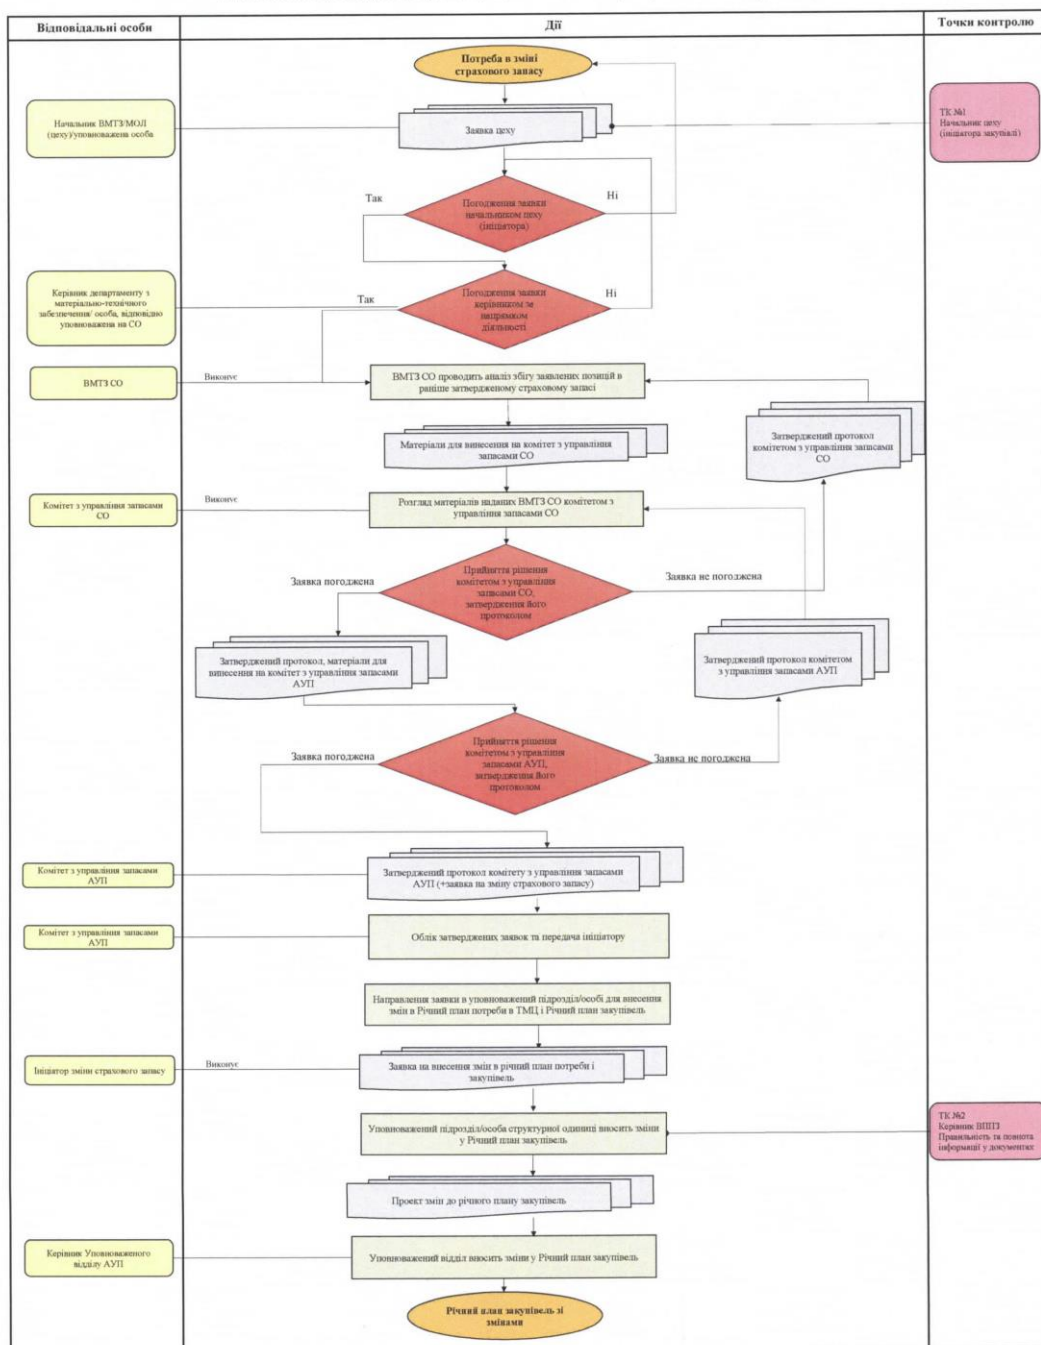 Відповідальні особи
Дії
Точки контролю
Потреба в зміні
страхового запасу
Начальник ВМТЗ/МОЛ
(цеху)/уповноважена особа
Заявка цеху
ТК №1
Начальник цеху
(ініціатора закупівлі)
Так
Ні
Погодження заявки
начальником цеху
(ініціатора)
Керівник департаменту з
матеріально-технічного
забезпечення/ особа, відповідно
уповноважена на СО
Так
Ні
Погодження заявки
керівником зе
напрямком
діяльності
ВМТЗ СО
Виконує
ВМТЗ СО проводить аналіз збігу заявлених позицій в
раніше затвердженому страховому запасі
Матеріали для винесення на комітет з управління
запасами СО
Затверджений протокол
комітетом з управління запасами
СО
Комітет з управління запасами
СО
Виконує
Розгляд матеріалів наданих ВМТЗ СО комітетом з
управління запасами СО
Заявка погоджена
Прийняття рішення
комітетом з управління
запасами СО,
затвердження його
протоколом
Заявка не погоджена
Затверджений протокол, матеріали для
винесення на комітет з управління запасами
АУП
Затверджений протокол комітетом
з управління запасами АУП
Заявка погоджена
Прийняття рішення
комітетом з управління
запасами АУП,
затвердження його
протоколом
Заявка не погоджена
Комітет з управління запасами
АУП
Затверджений протокол комітету з управління запасами
АУП (+заявка на зміну страхового запасу)
Комітет з управління запасами
АУП
Облік затверджених заявок та передача ініціатору
Направлення заявки в уповноважений підрозділ/особі для внесення
змін в Річний план потреби в ТМЦ і Річний план закупівель
Ініціатор зміни страхового запасу
Виконує
Заявка на внесення змін в річний план потреби і
закупівель
Уповноважений підрозділ/особа структурної одиниці вносить зміни
у Річний план закупівель
ТК №2
Керівник ВППЗ
Правильність та повнота
інформації у документах
Проект змін до річного плану закупівель
Керівник Уповноваженого
відділу АУП
Уповноважений відділ вносить зміни у Річний план закупівель
Річний план закупівель зі
змінами